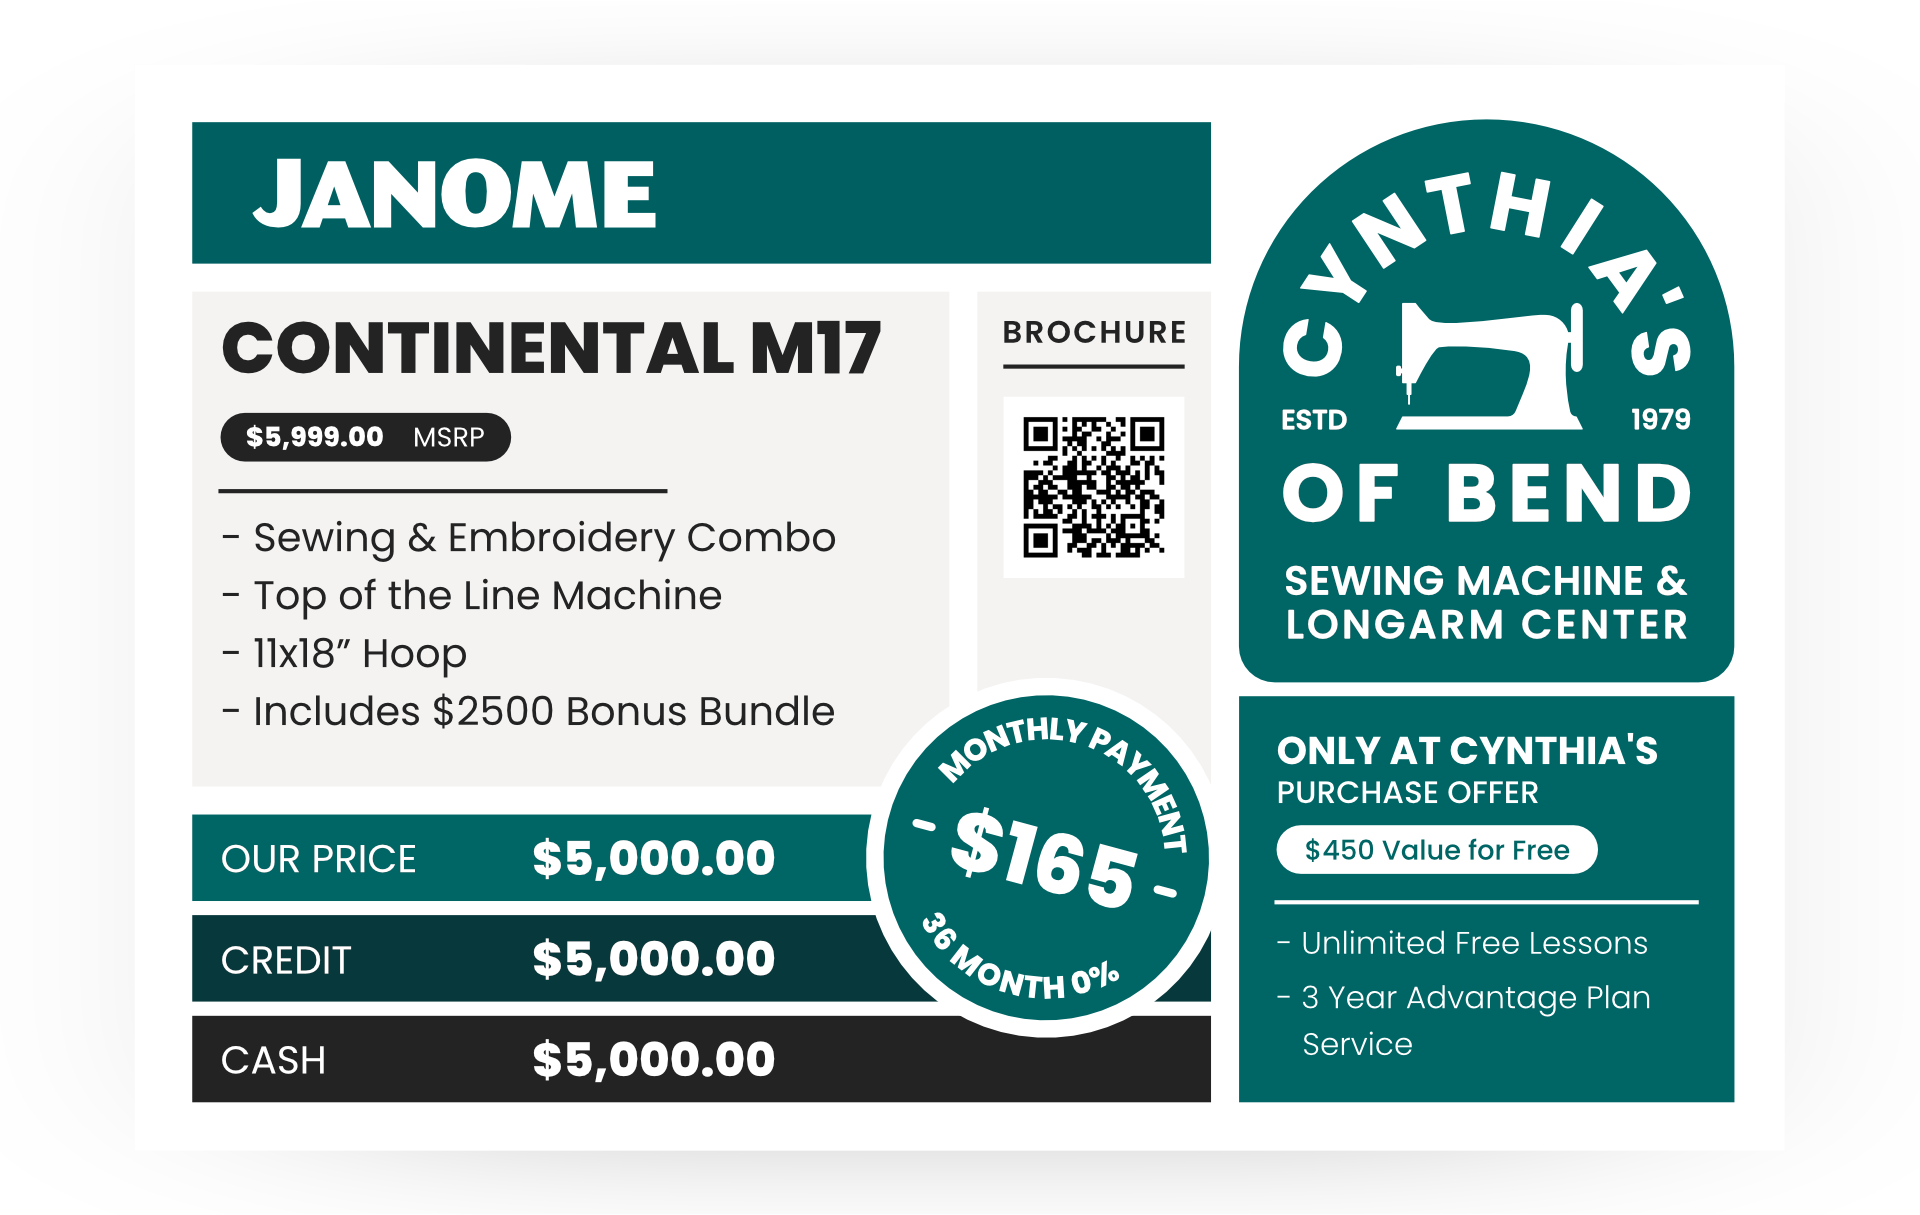 JANOME
CONTINENTAL M17
$5,999.00 MSRP
- Sewing & Embroidery Combo
- Top of the Line Machine
- 11x18” Hoop
- Includes $2500 Bonus Bundle
BROCHURE
MONTHLY PAYMENT
- $165 -
36 MONTH 0%
OUR PRICE $5,000.00
CREDIT $5,000.00
CASH $5,000.00
CYNTHIA'S
ESTD 1979
OF BEND
SEWING MACHINE &
LONGARM CENTER
ONLY AT CYNTHIA'S
PURCHASE OFFER
$450 Value for Free
- Unlimited Free Lessons
- 3 Year Advantage Plan
Service